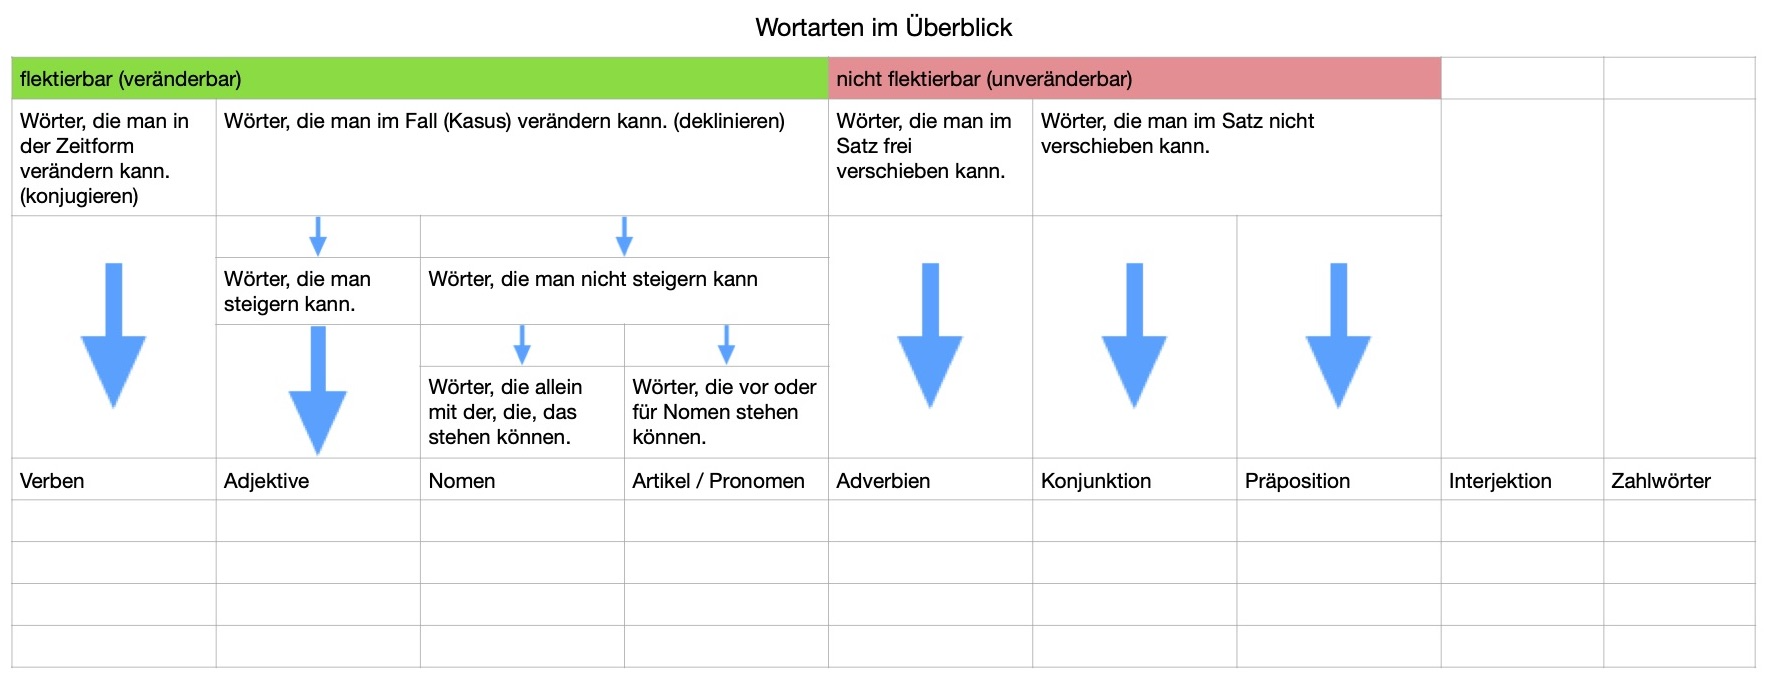 Wortarten im Überblick
flektierbar (veränderbar)
nicht flektierbar (unveränderbar)
Wörter, die man in
der Zeitform
verändern kann.
(konjugieren)
Wörter, die man im Fall (Kasus) verändern kann. (deklinieren)
Wörter, die man im
Satz frei
verschieben kann.
Wörter, die man im Satz nicht
verschieben kann.
Wörter, die man
steigern kann.
Wörter, die man nicht steigern kann
Wörter, die allein
mit der, die, das
stehen können.
Wörter, die vor oder
für Nomen stehen
können.
Verben
Adjektive
Nomen
Artikel / Pronomen
Adverbien
Konjunktion
Präposition
Interjektion
Zahlwörter